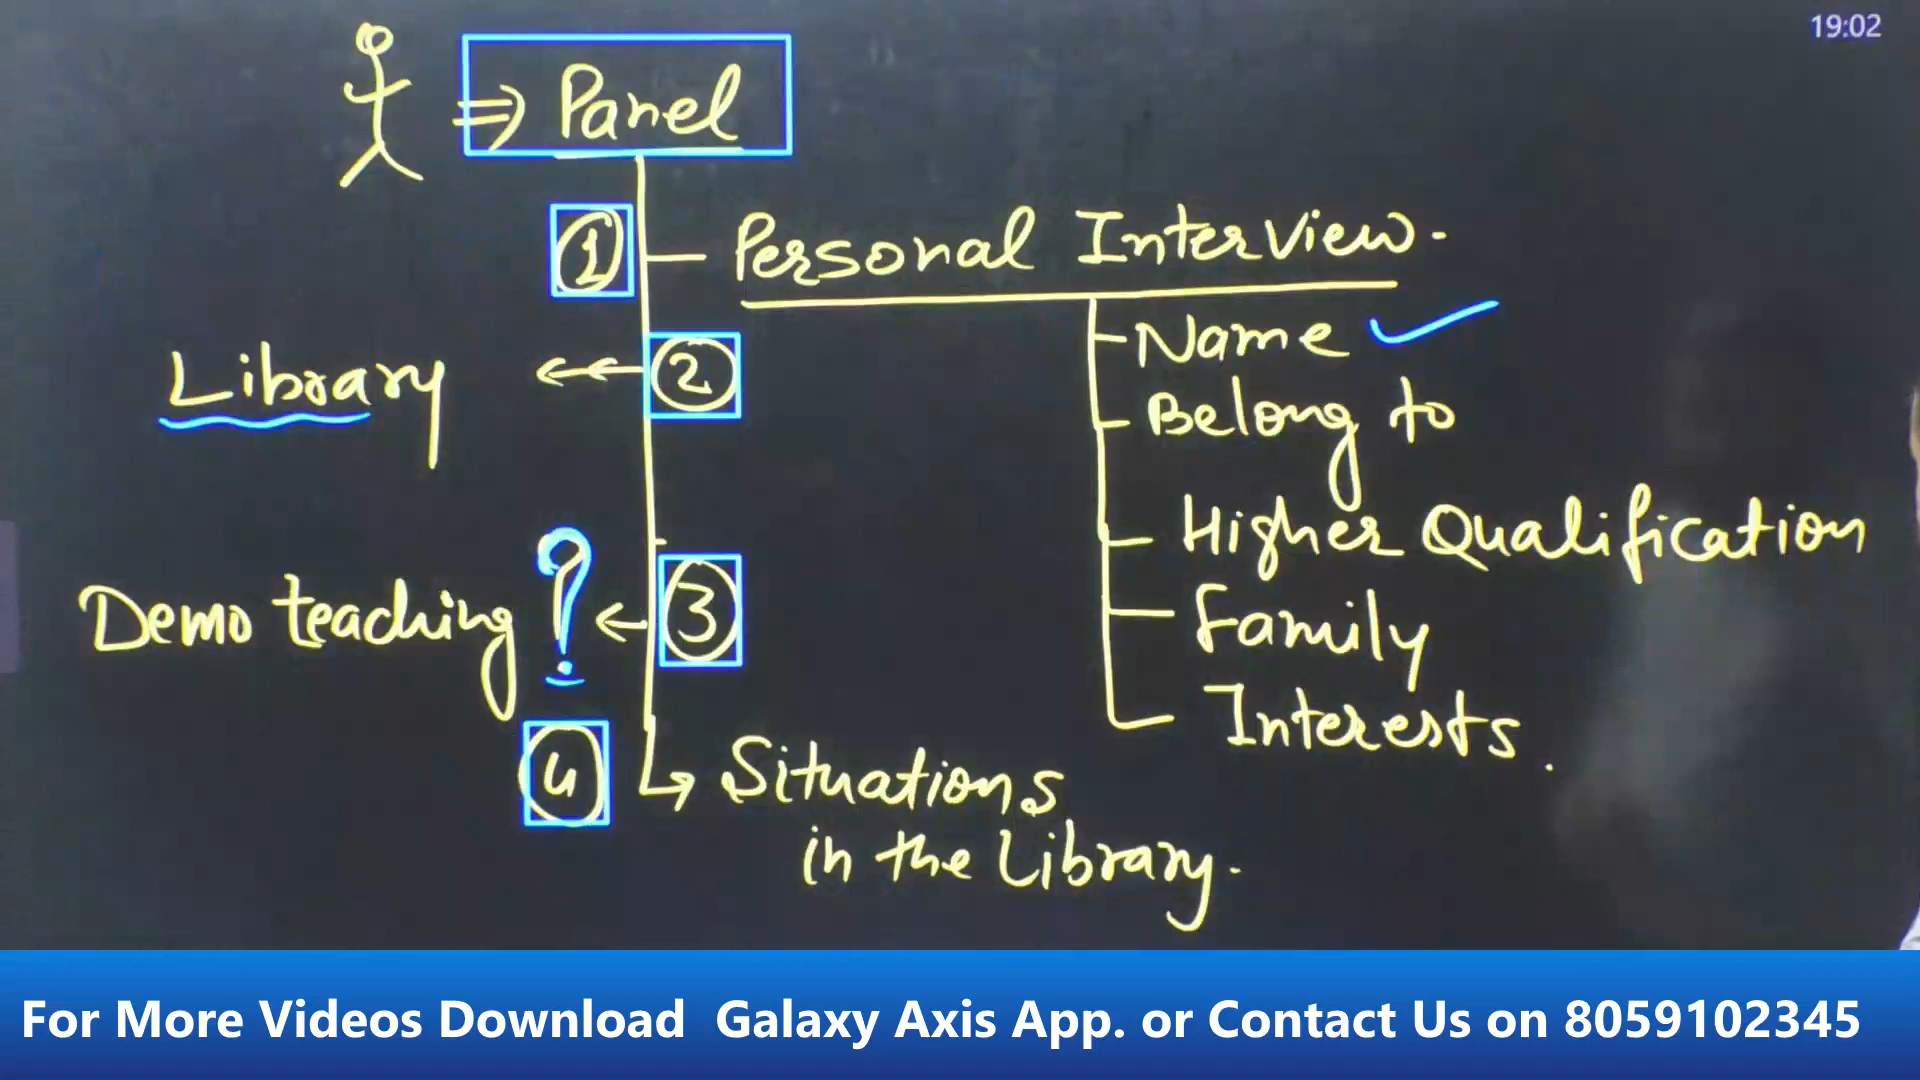 19:02
⇒ Panel
1 Personal Interview.
Name ✓
Library 2
Belong to
Higher Qualification
Demo teaching ? 3
Family
Interests.
4 Situations
in the Library.
For More Videos Download Galaxy Axis App. or Contact Us on 8059102345